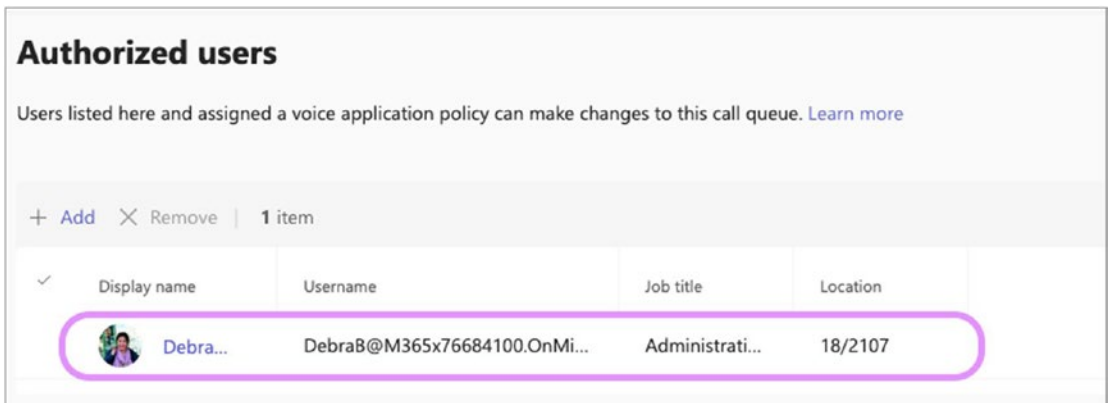 Authorized users
Users listed here and assigned a voice application policy can make changes to this call queue. Learn more
+ Add × Remove | 1 item
Display name Username Job title Location
Debra... DebraB@M365x76684100.OnMi... Administrati... 18/2107